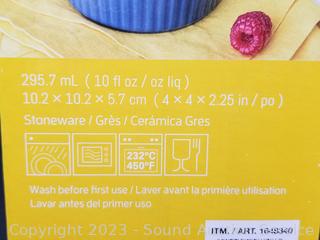 295.7 mL ( 10 fl oz / oz liq )
10.2 × 10.2 × 5.7 cm ( 4 × 4 × 2.25 in / po )
Stoneware / Grès / Cerámica Gres
232°C
450°F
Wash before first use / Laver avant la première utilisation
Lavar antes del primer uso
ITM. / ART. 1648340
Copyright 2023 - Sound